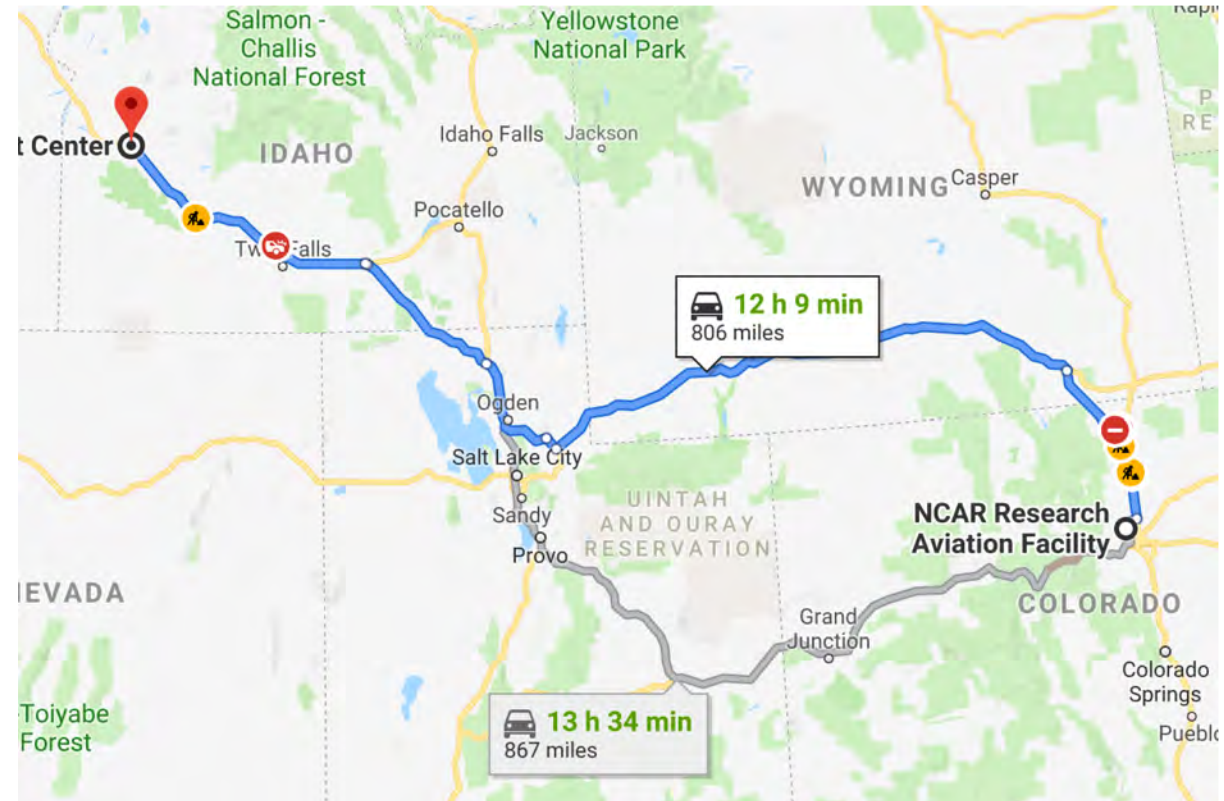 Salmon -
Challis
National Forest
Yellowstone
National Park
t Center
IDAHO
Idaho Falls
Jackson
WYOMING
Casper
Pocatello
Tw Falls
12 h 9 min
806 miles
Ogden
Salt Lake City
Sandy
Provo
UINTAH
AND OURAY
RESERVATION
NCAR Research
Aviation Facility
EVADA
COLORADO
Grand
Junction
Colorado
Springs
Pueblo
13 h 34 min
867 miles
-Toiyabe
Forest